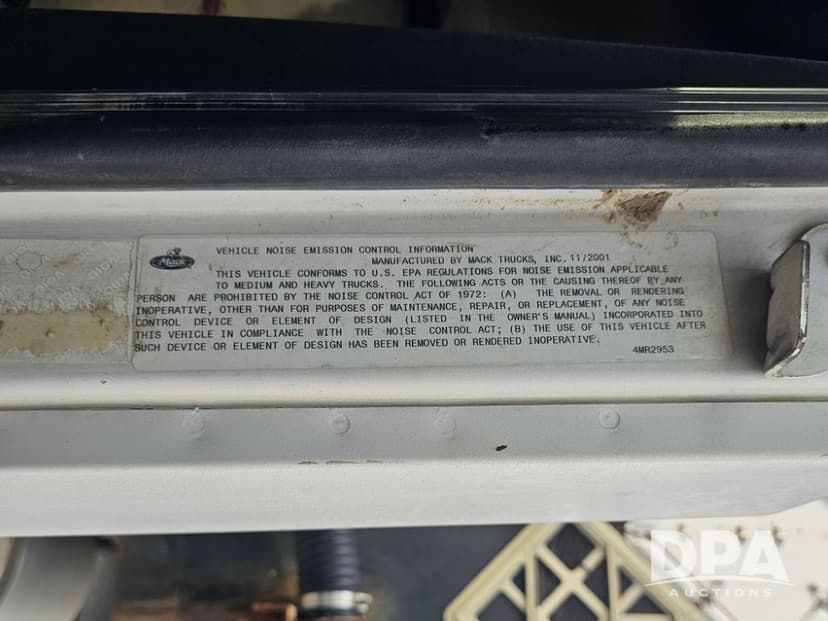 Mack
VEHICLE NOISE EMISSION CONTROL INFORMATION
MANUFACTURED BY MACK TRUCKS, INC. 11/2001
THIS VEHICLE CONFORMS TO U.S. EPA REGULATIONS FOR NOISE EMISSION APPLICABLE
TO MEDIUM AND HEAVY TRUCKS. THE FOLLOWING ACTS OR THE CAUSING THEREOF BY ANY
PERSON ARE PROHIBITED BY THE NOISE CONTROL ACT OF 1972: (A) THE REMOVAL OR RENDERING
INOPERATIVE, OTHER THAN FOR PURPOSES OF MAINTENANCE, REPAIR, OR REPLACEMENT, OF ANY NOISE
CONTROL DEVICE OR ELEMENT OF DESIGN (LISTED IN THE OWNER'S MANUAL) INCORPORATED INTO
THIS VEHICLE IN COMPLIANCE WITH THE NOISE CONTROL ACT; (B) THE USE OF THIS VEHICLE AFTER
SUCH DEVICE OR ELEMENT OF DESIGN HAS BEEN REMOVED OR RENDERED INOPERATIVE.
4MR2953
DPA
AUCTIONS